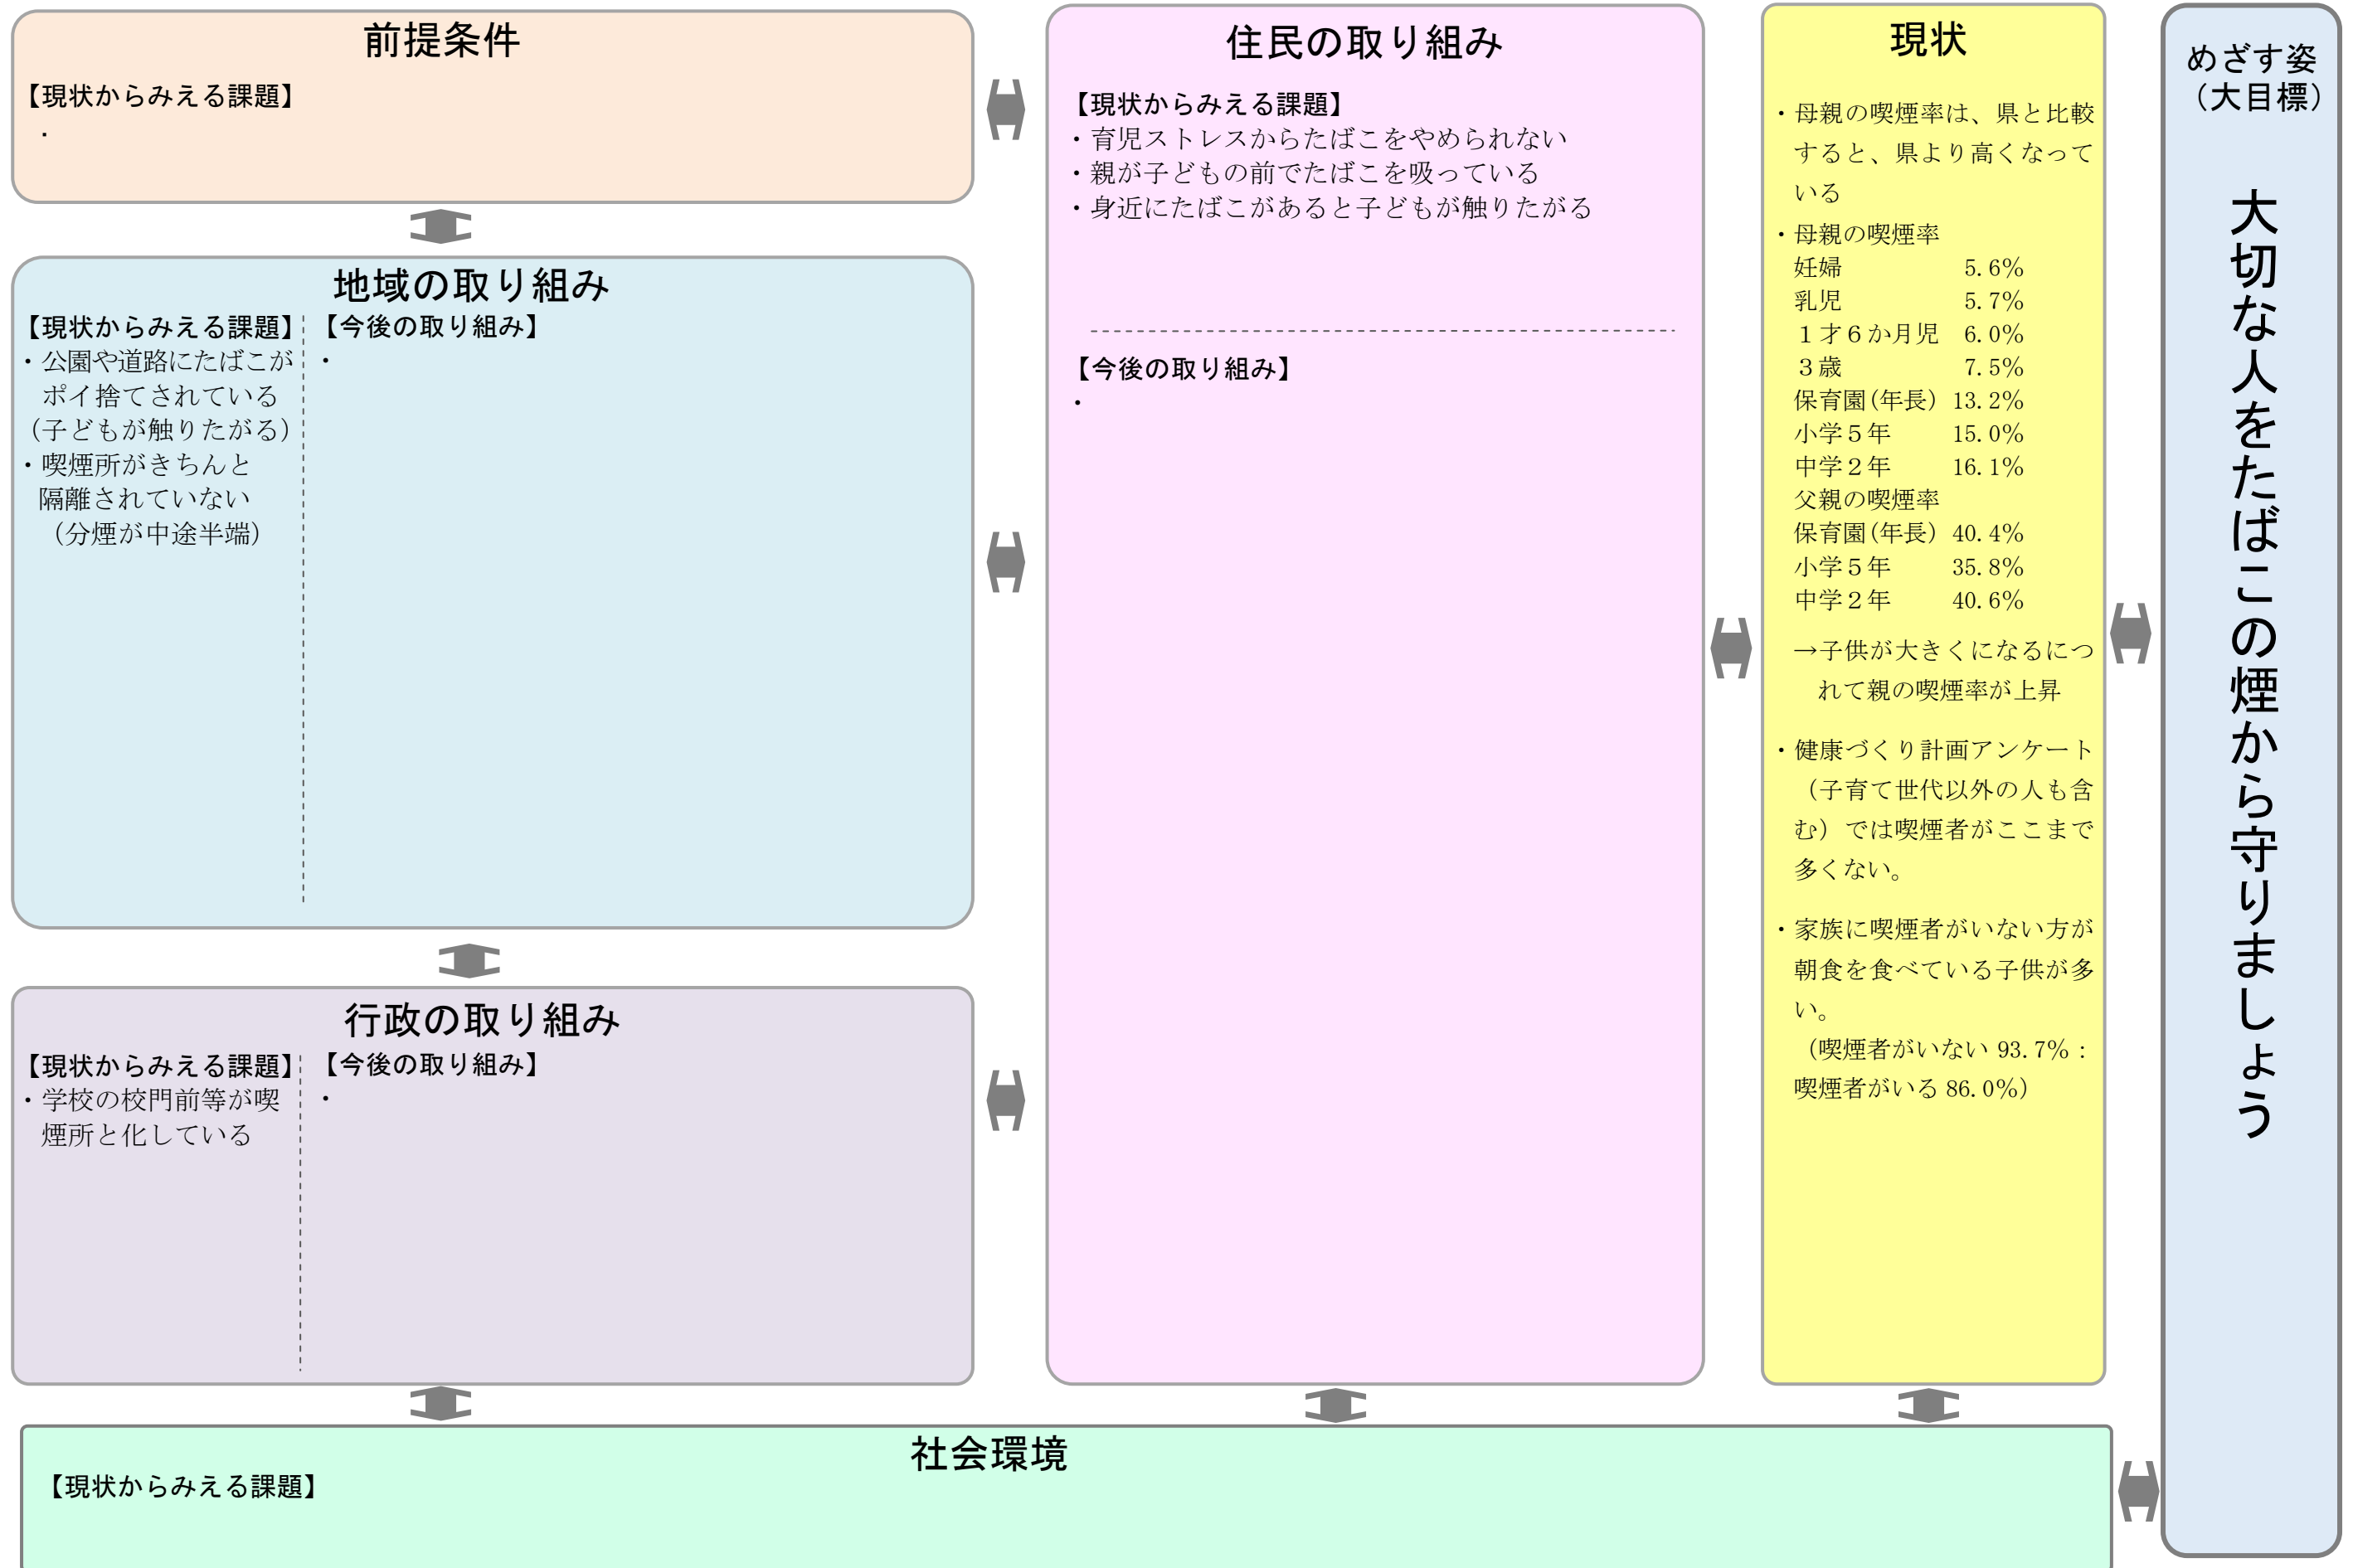 前提条件
【現状からみえる課題】
・
地域の取り組み
【現状からみえる課題】
・公園や道路にたばこが
ポイ捨てされている
（子どもが触りたがる）
・喫煙所がきちんと
隔離されていない
（分煙が中途半端）
【今後の取り組み】
・
行政の取り組み
【現状からみえる課題】
・学校の校門前等が喫
煙所と化している
【今後の取り組み】
・
住民の取り組み
【現状からみえる課題】
・育児ストレスからたばこをやめられない
・親が子どもの前でたばこを吸っている
・身近にたばこがあると子どもが触りたがる
【今後の取り組み】
・
現状
・母親の喫煙率は、県と比較
すると、県より高くなって
いる
・母親の喫煙率
妊婦 5.6%
乳児 5.7%
１才６か月児 6.0%
３歳 7.5%
保育園(年長) 13.2%
小学５年 15.0%
中学２年 16.1%
父親の喫煙率
保育園(年長) 40.4%
小学５年 35.8%
中学２年 40.6%
→子供が大きくになるにつ
れて親の喫煙率が上昇
・健康づくり計画アンケート
（子育て世代以外の人も含
む）では喫煙者がここまで
多くない。
・家族に喫煙者がいない方が
朝食を食べている子供が多
い。
（喫煙者がいない 93.7%：
喫煙者がいる 86.0%）
めざす姿
（大目標）
大切な人をたばこの煙から守りましょう
社会環境
【現状からみえる課題】